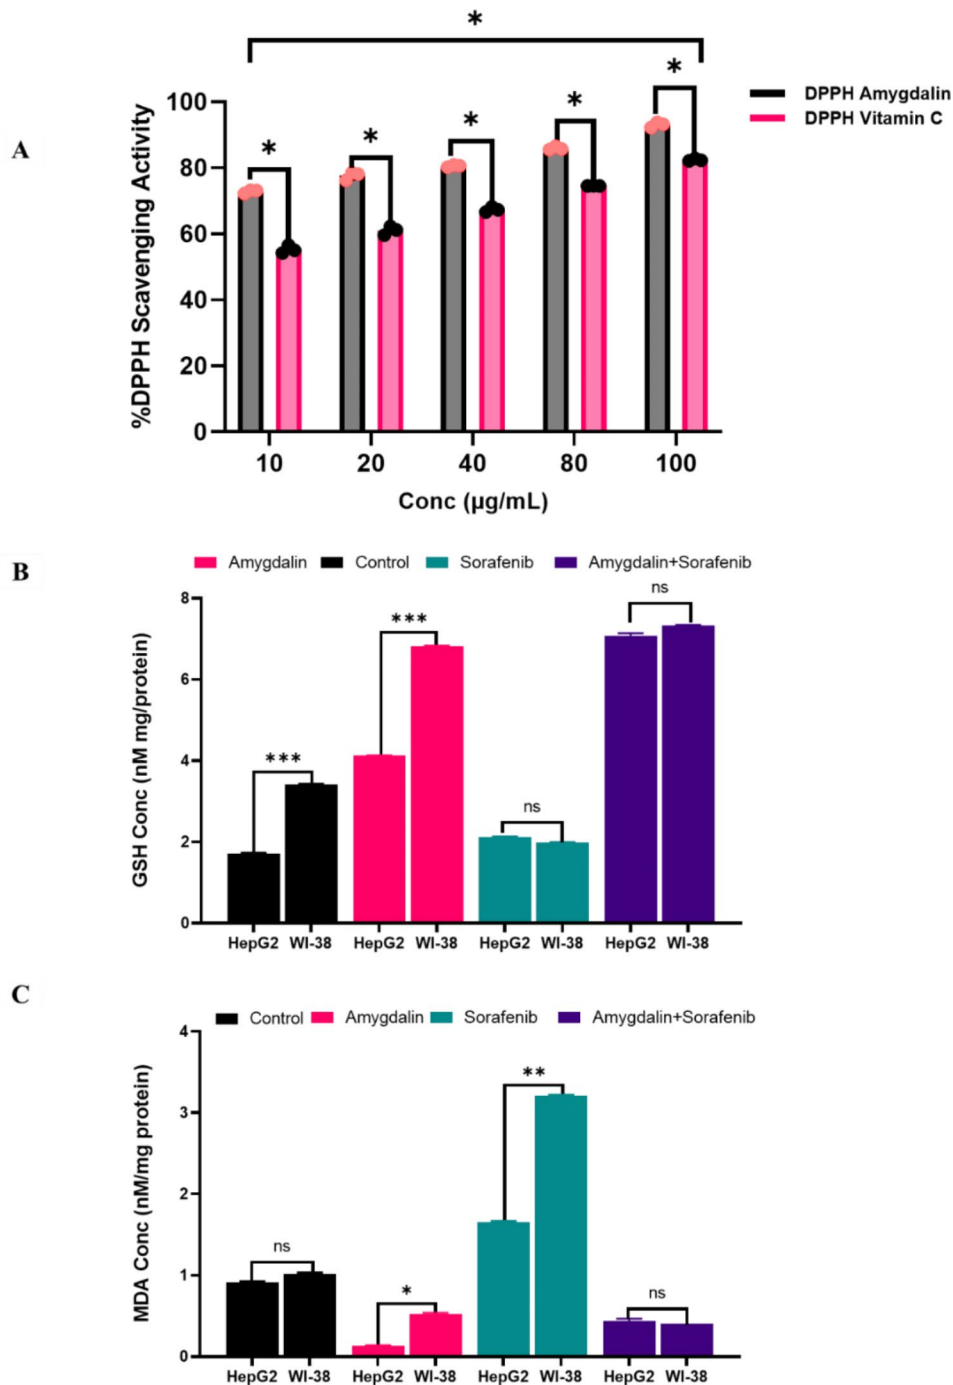 A
*
* * * * *
%DPPH Scavenging Activity
100
80
60
40
20
0
10 20 40 80 100
Conc (µg/mL)
DPPH Amygdalin
DPPH Vitamin C
B
Amygdalin Control Sorafenib Amygdalin+Sorafenib
GSH Conc (nM mg/protein)
8
6
4
2
0
*** *** ns ns
HepG2 WI-38 HepG2 WI-38 HepG2 WI-38 HepG2 WI-38
C
Control Amygdalin Sorafenib Amygdalin+Sorafenib
MDA Conc (nM/mg protein)
4
3
2
1
0
ns * ** ns
HepG2 WI-38 HepG2 WI-38 HepG2 WI-38 HepG2 WI-38